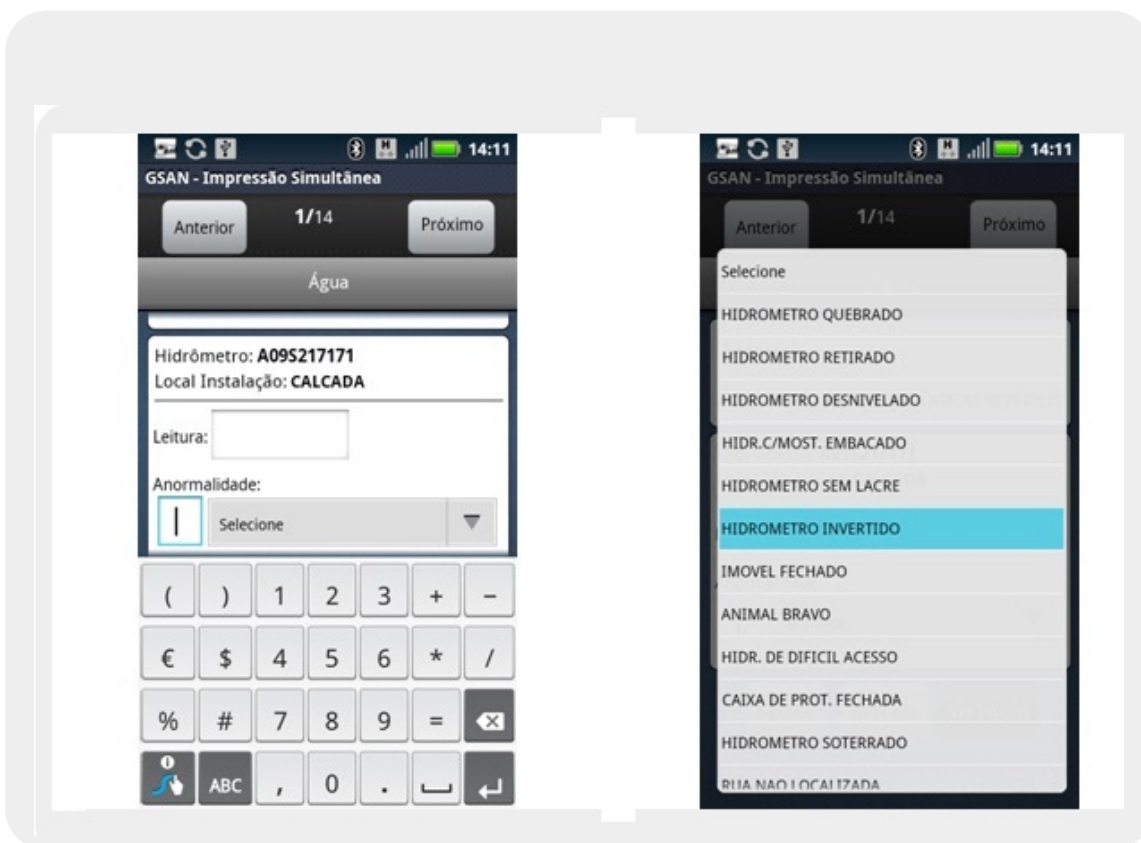 14:11
GSAN - Impressão Simultânea
Anterior 1/14 Próximo
Água
Hidrômetro: A09S217171
Local Instalação: CALCADA
Leitura:
Anormalidade:
Selecione
( ) 1 2 3 + -
€ $ 4 5 6 * /
% # 7 8 9 =
ABC , 0 .
14:11
GSAN - Impressão Simultânea
Anterior 1/14 Próximo
Selecione
HIDROMETRO QUEBRADO
HIDROMETRO RETIRADO
HIDROMETRO DESNIVELADO
HIDR.C/MOST. EMBACADO
HIDROMETRO SEM LACRE
HIDROMETRO INVERTIDO
IMOVEL FECHADO
ANIMAL BRAVO
HIDR. DE DIFICIL ACESSO
CAIXA DE PROT. FECHADA
HIDROMETRO SOTERRADO
RUA NAO LOCALIZADA